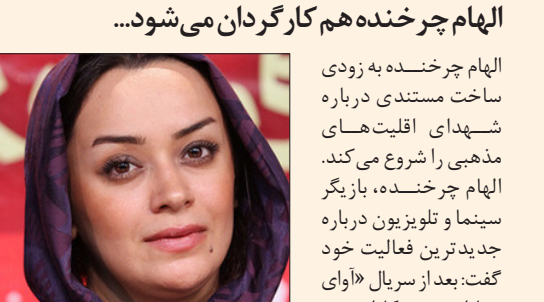 الهام چرخنده هم کارگردان می‌شود...
الهام چرخنده به زودی
ساخت مستندی درباره
شهدای اقلیت‌های
مذهبی را شروع می‌کند.
الهام چرخنده، بازیگر
سینما و تلویزیون درباره
جدیدترین فعالیت خود
گفت: بعد از سریال «آوای